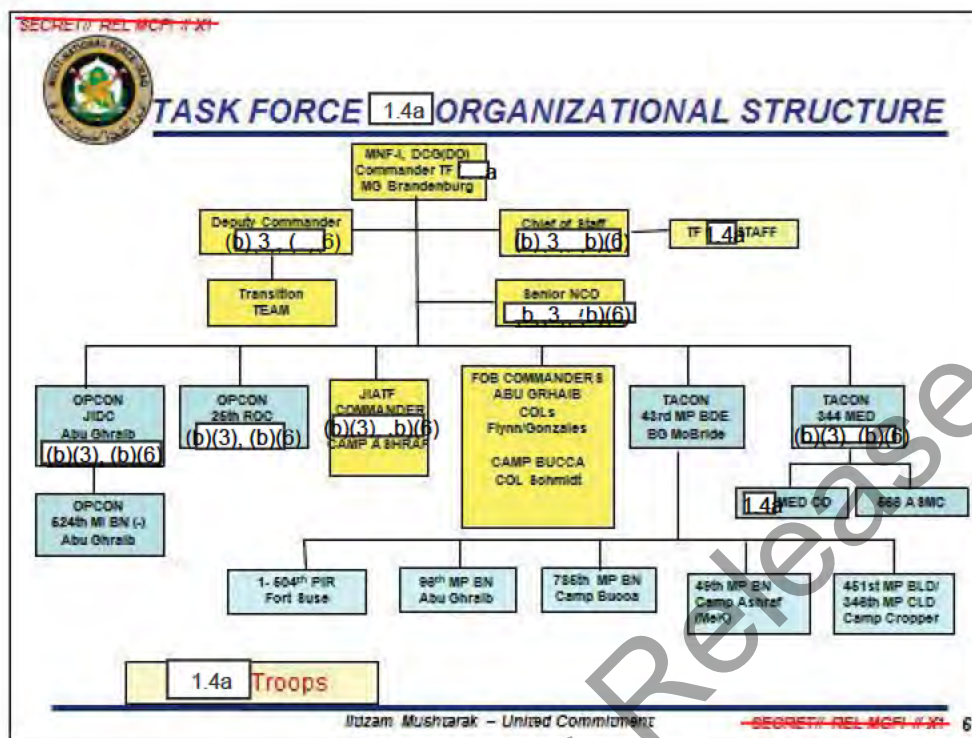 SECRET// REL MCFI // X1
MULTI-NATIONAL FORCE-IRAQ
TASK FORCE 1.4a ORGANIZATIONAL STRUCTURE
MNF-I, DCG(DO)
Commander TF a
MG Brandenburg
Deputy Commander
(b) 3, ( 6)
Chief of Staff
(b) 3, b)(6)
TF 1.4a STAFF
Transition
TEAM
Senior NCO
b) 3, (b)(6)
OPCON
JIDC
Abu Ghraib
(b)(3), (b)(6)
OPCON
(b)(3), (b)(6)
JIATF
COMMANDER
(b)(3) b)(6)
CAMP ASHRAF
FOB COMMANDERS
ABU GRHAIB
COLs
Flynn/Gonzales
CAMP BUCCA
COL Schmidt
TACON
43rd MP BDE
BG McBride
TACON
344 MED
(b)(3) (b)(6)
OPCON
524th MI BN (-)
Abu Ghraib
1.4a MED CO
ASMC
1- 504th PIR
Fort Suse
MP BN
Abu Ghraib
MP BN
Camp Bucca
49th MP BN
Camp Ashraf
(MeK)
451st MP BLD/
346th MP CLD
Camp Cropper
1.4a Troops
Iltizam Mushtarak – United Commitment
SECRET// REL MCFI // X1 6
Release